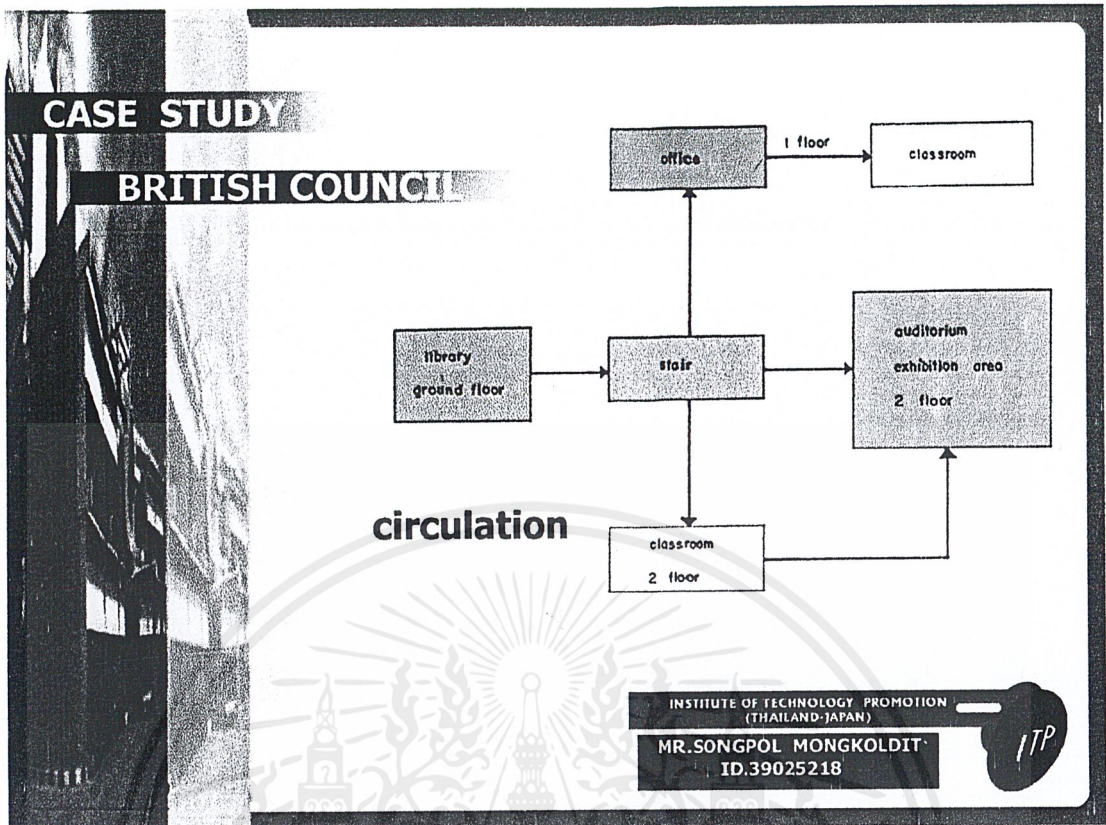 CASE STUDY
BRITISH COUNCIL
office
1 floor
classroom
library
ground floor
stair
auditorium
exhibition area
2 floor
circulation
classroom
2 floor
INSTITUTE OF TECHNOLOGY PROMOTION
(THAILAND-JAPAN)
MR.SONGPOL MONGKOLDIT
ID.39025218
ITP